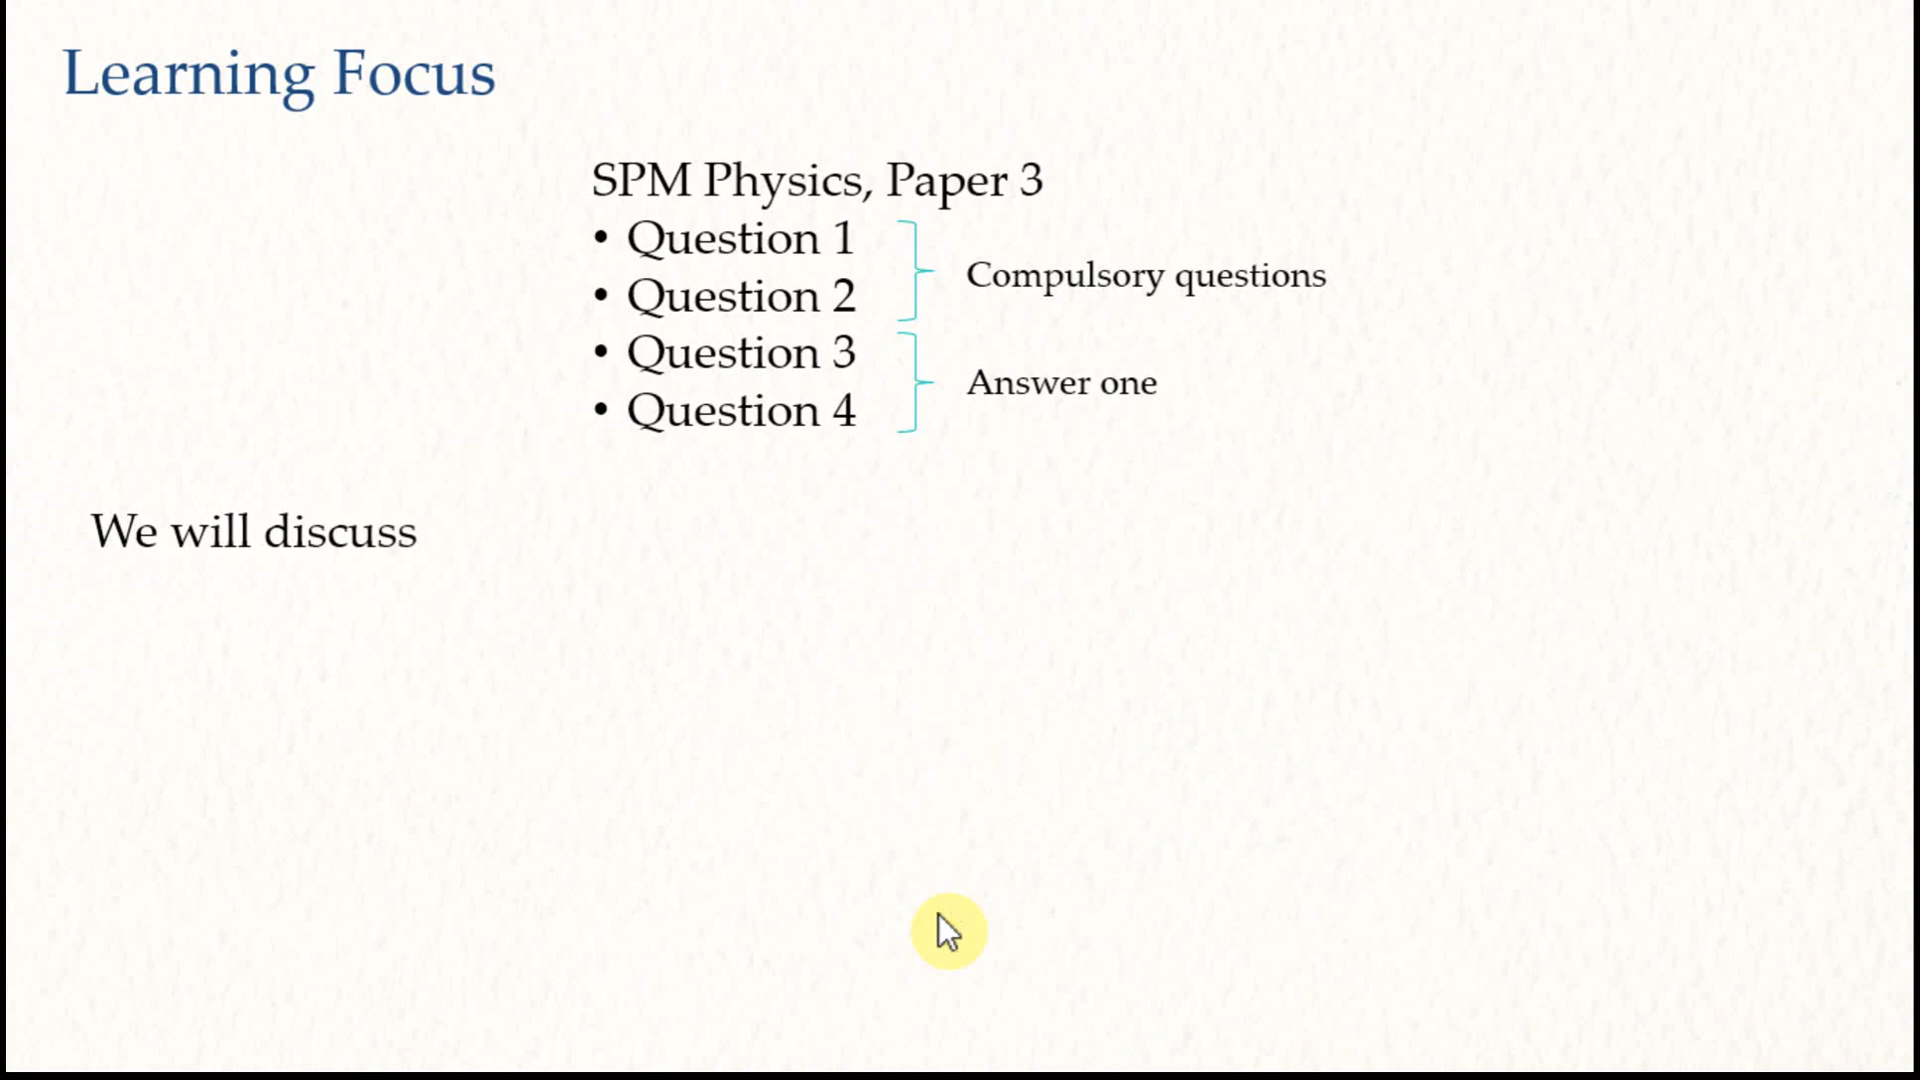 Learning Focus
SPM Physics, Paper 3
• Question 1
• Question 2
Compulsory questions
• Question 3
• Question 4
Answer one
We will discuss